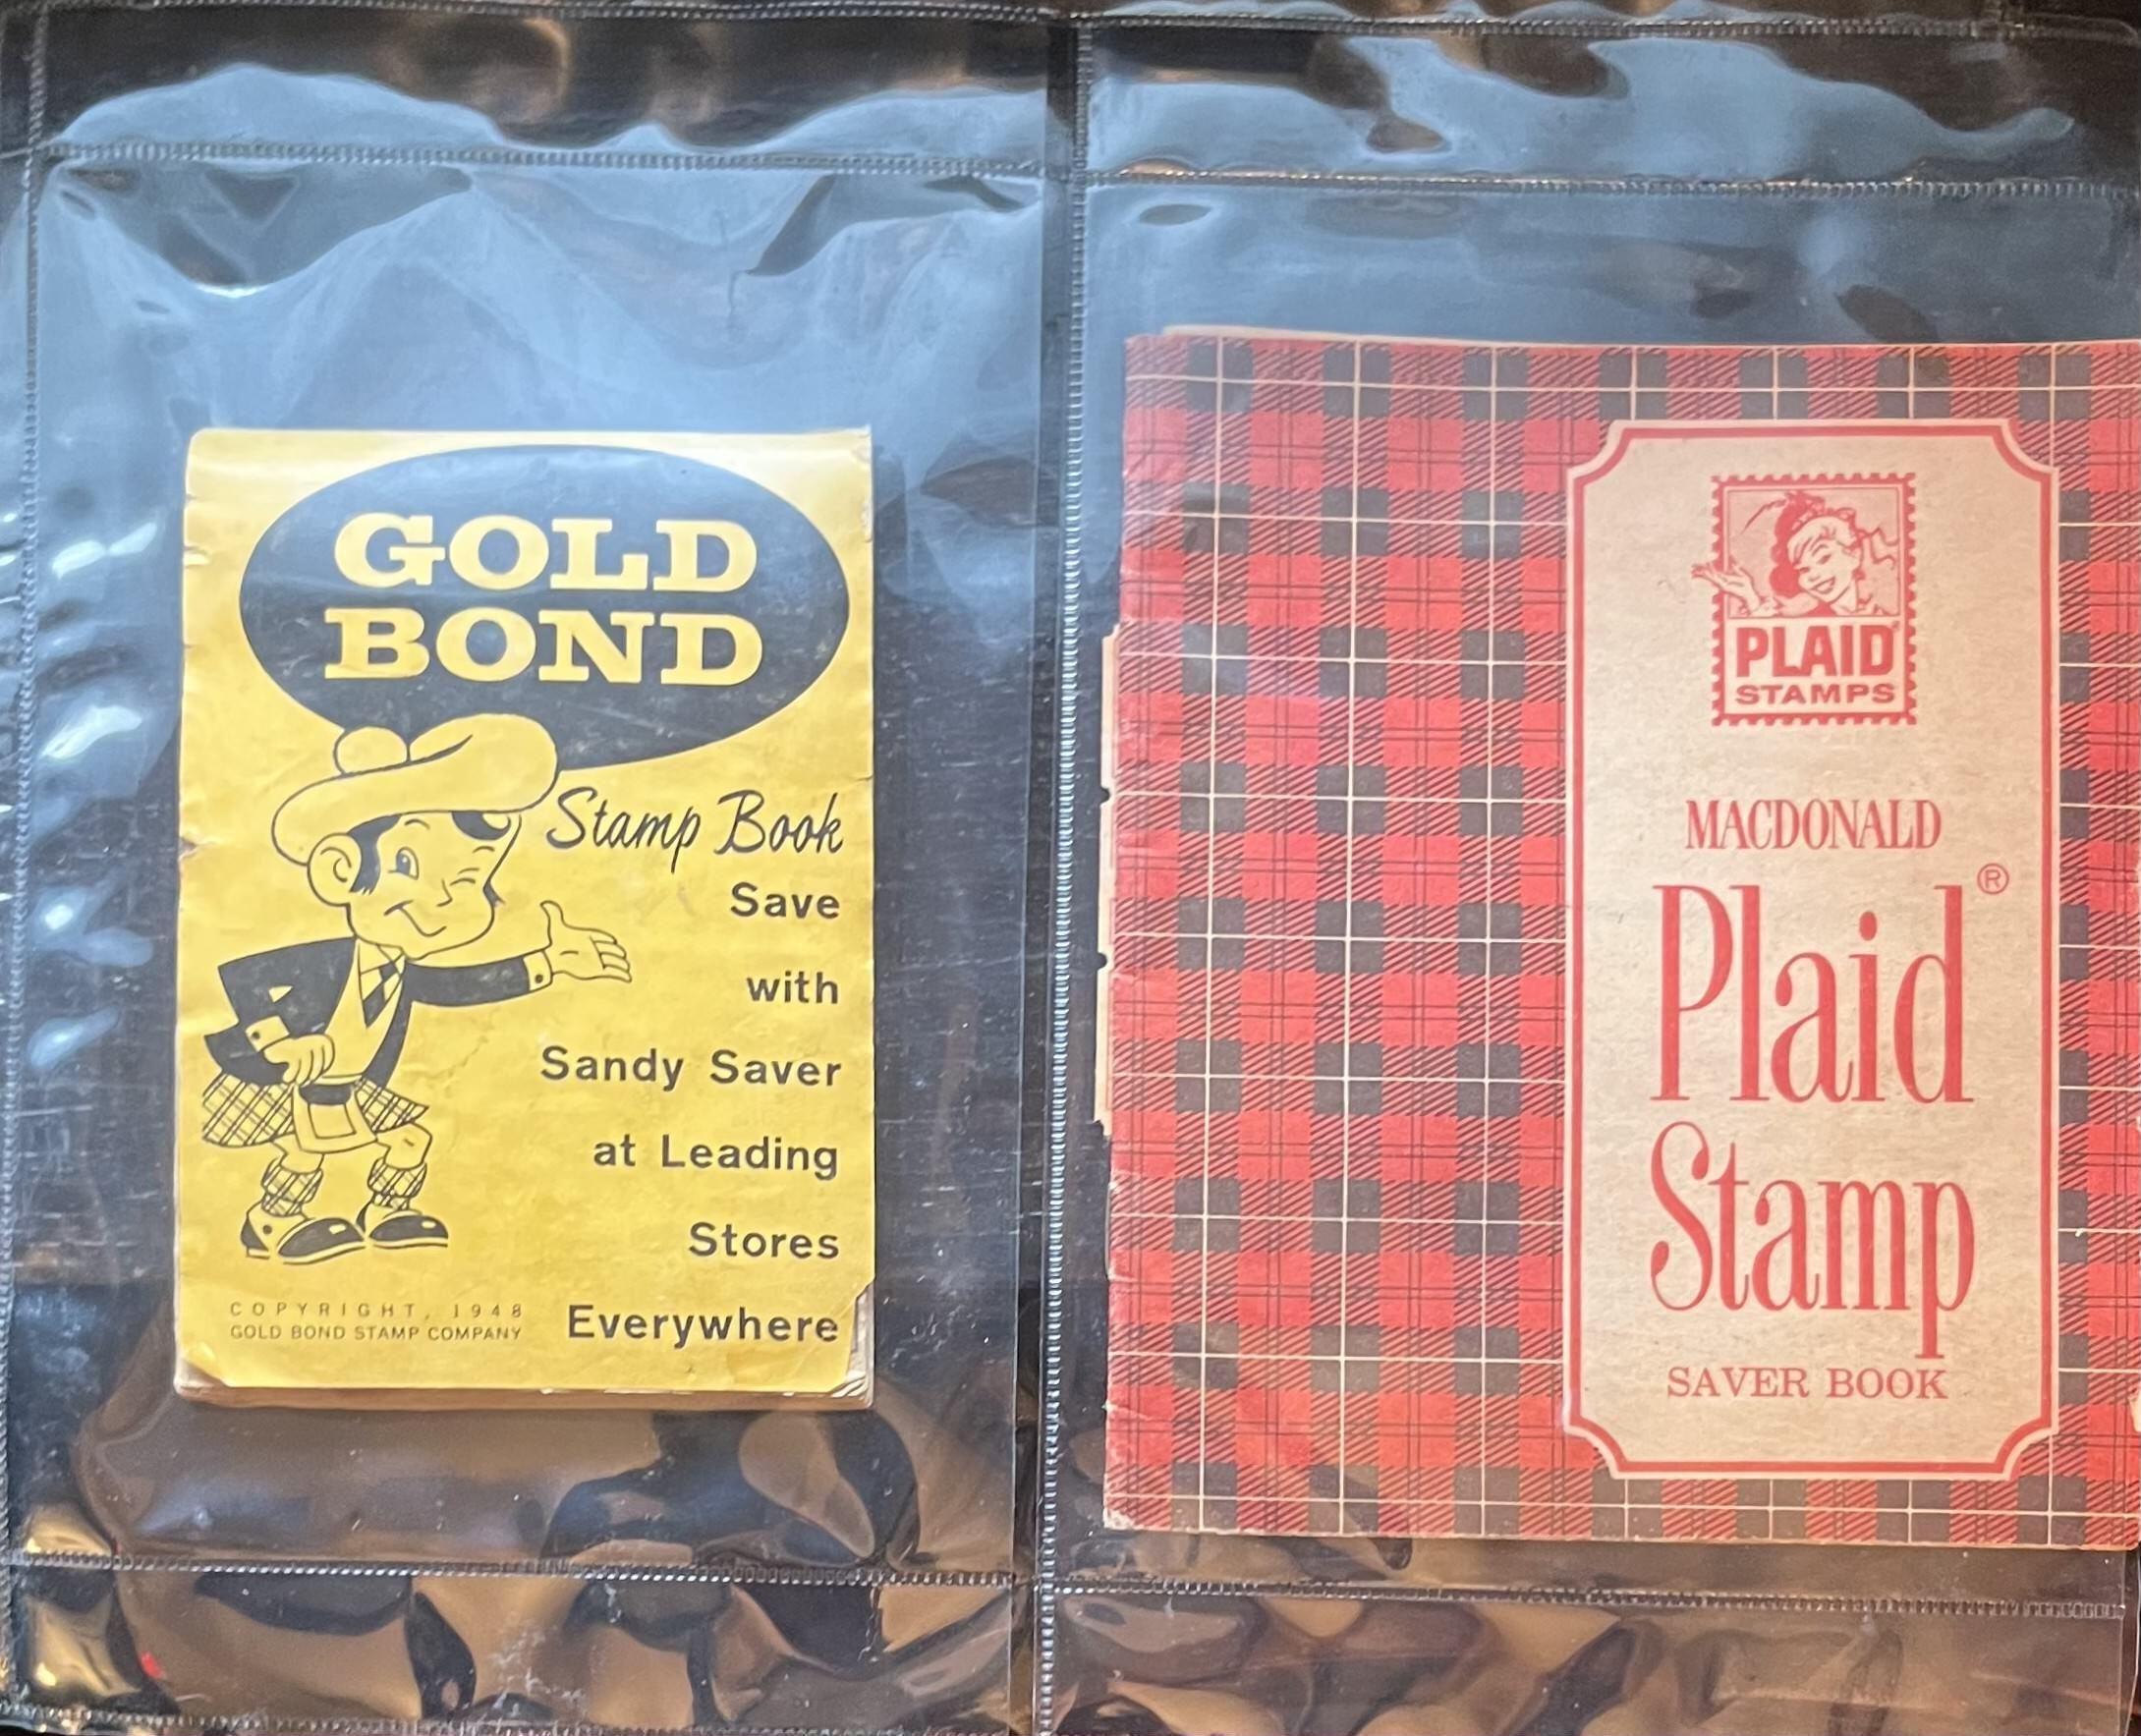 GOLD
BOND
Stamp Book
Save
with
Sandy Saver
at Leading
Stores
Everywhere
COPYRIGHT, 1948
GOLD BOND STAMP COMPANY
PLAID®
STAMPS
MACDONALD
Plaid®
Stamp
SAVER BOOK